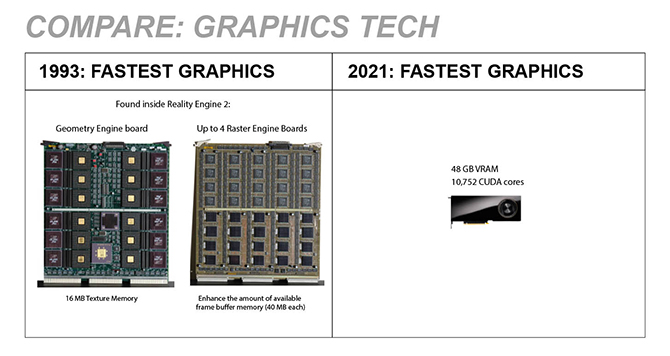 COMPARE: GRAPHICS TECH
1993: FASTEST GRAPHICS
2021: FASTEST GRAPHICS
Found inside Reality Engine 2:
Geometry Engine board
Up to 4 Raster Engine Boards
16 MB Texture Memory
Enhance the amount of available
frame buffer memory (40 MB each)
48 GB VRAM
10,752 CUDA cores